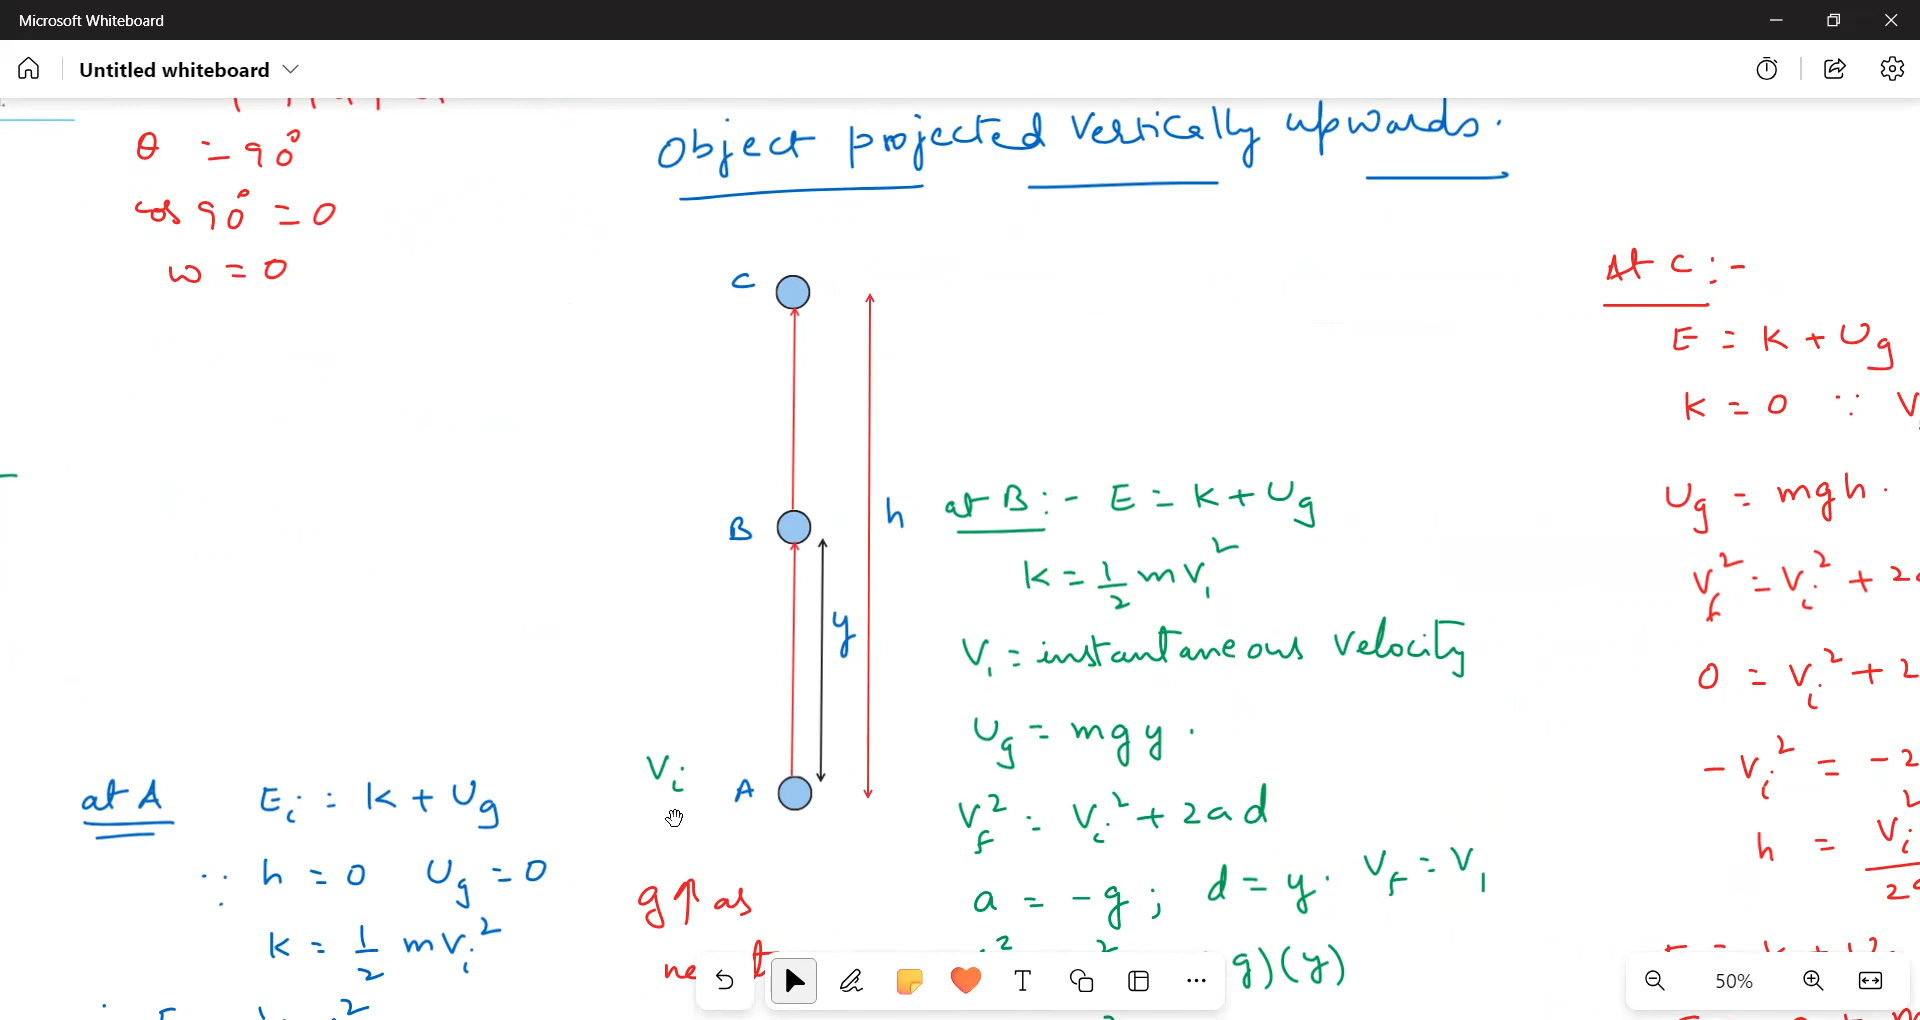 Microsoft Whiteboard
Untitled whiteboard
θ = 90°
cos 90° = 0
w = 0
Object projected vertically upwards.
C
B
h
y
Vi
A
at A Ei = K + Ug
∵ h = 0 Ug = 0
K = 1/2 mvi²
g↑ as
at B :- E = K + Ug
K = 1/2 mv₁²
V₁ = instantaneous velocity
Ug = mgy.
Vf² = Vi² + 2ad
a = -g ; d = y. Vf = V₁
g)(y)
At C :-
E = K + Ug
K = 0 ∵ V
Ug = mgh.
Vf² = Vi² + 2
0 = Vi² + 2
- Vi² = - 2
h = Vi²/2
50%